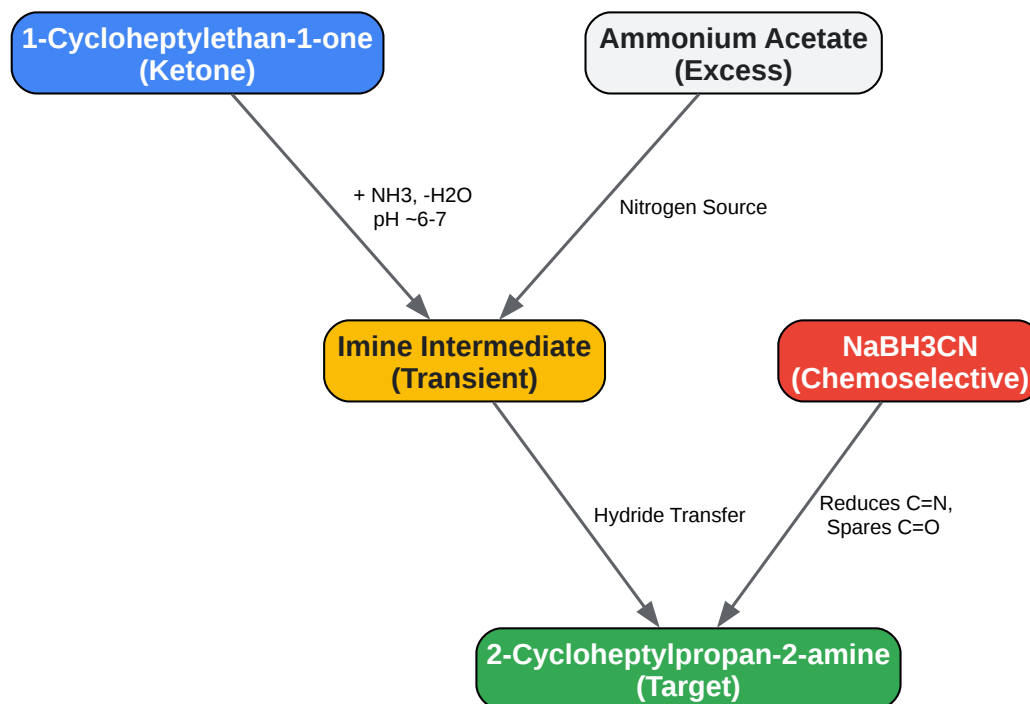 1-Cycloheptylethan-1-one
(Ketone)
Ammonium Acetate
(Excess)
+ NH3, -H2O
pH ~6-7
Nitrogen Source
Imine Intermediate
(Transient)
NaBH3CN
(Chemoselective)
Hydride Transfer
Reduces C=N,
Spares C=O
2-Cycloheptylpropan-2-amine
(Target)